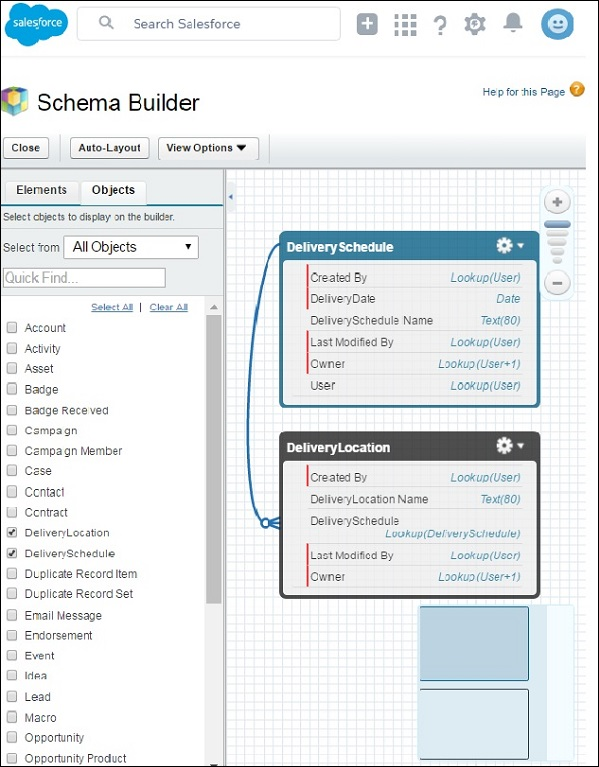 salesforce
Search Salesforce
Schema Builder
Help for this Page ?
Close
Auto-Layout
View Options
Elements
Objects
Select objects to display on the builder.
Select from
All Objects
Quick Find...
Select All | Clear All
Account
Activity
Asset
Badge
Badge Received
Campaign
Campaign Member
Case
Contact
Contract
DeliveryLocation
DeliverySchedule
Duplicate Record Item
Duplicate Record Set
Email Message
Endorsement
Event
Idea
Lead
Macro
Opportunity
Opportunity Product
DeliverySchedule
Created By Lookup(User)
DeliveryDate Date
DeliverySchedule Name Text(80)
Last Modified By Lookup(User)
Owner Lookup(User+1)
User Lookup(User)
DeliveryLocation
Created By Lookup(User)
DeliveryLocation Name Text(80)
DeliverySchedule
Lookup(DeliverySchedule)
Last Modified By Lookup(User)
Owner Lookup(User+1)